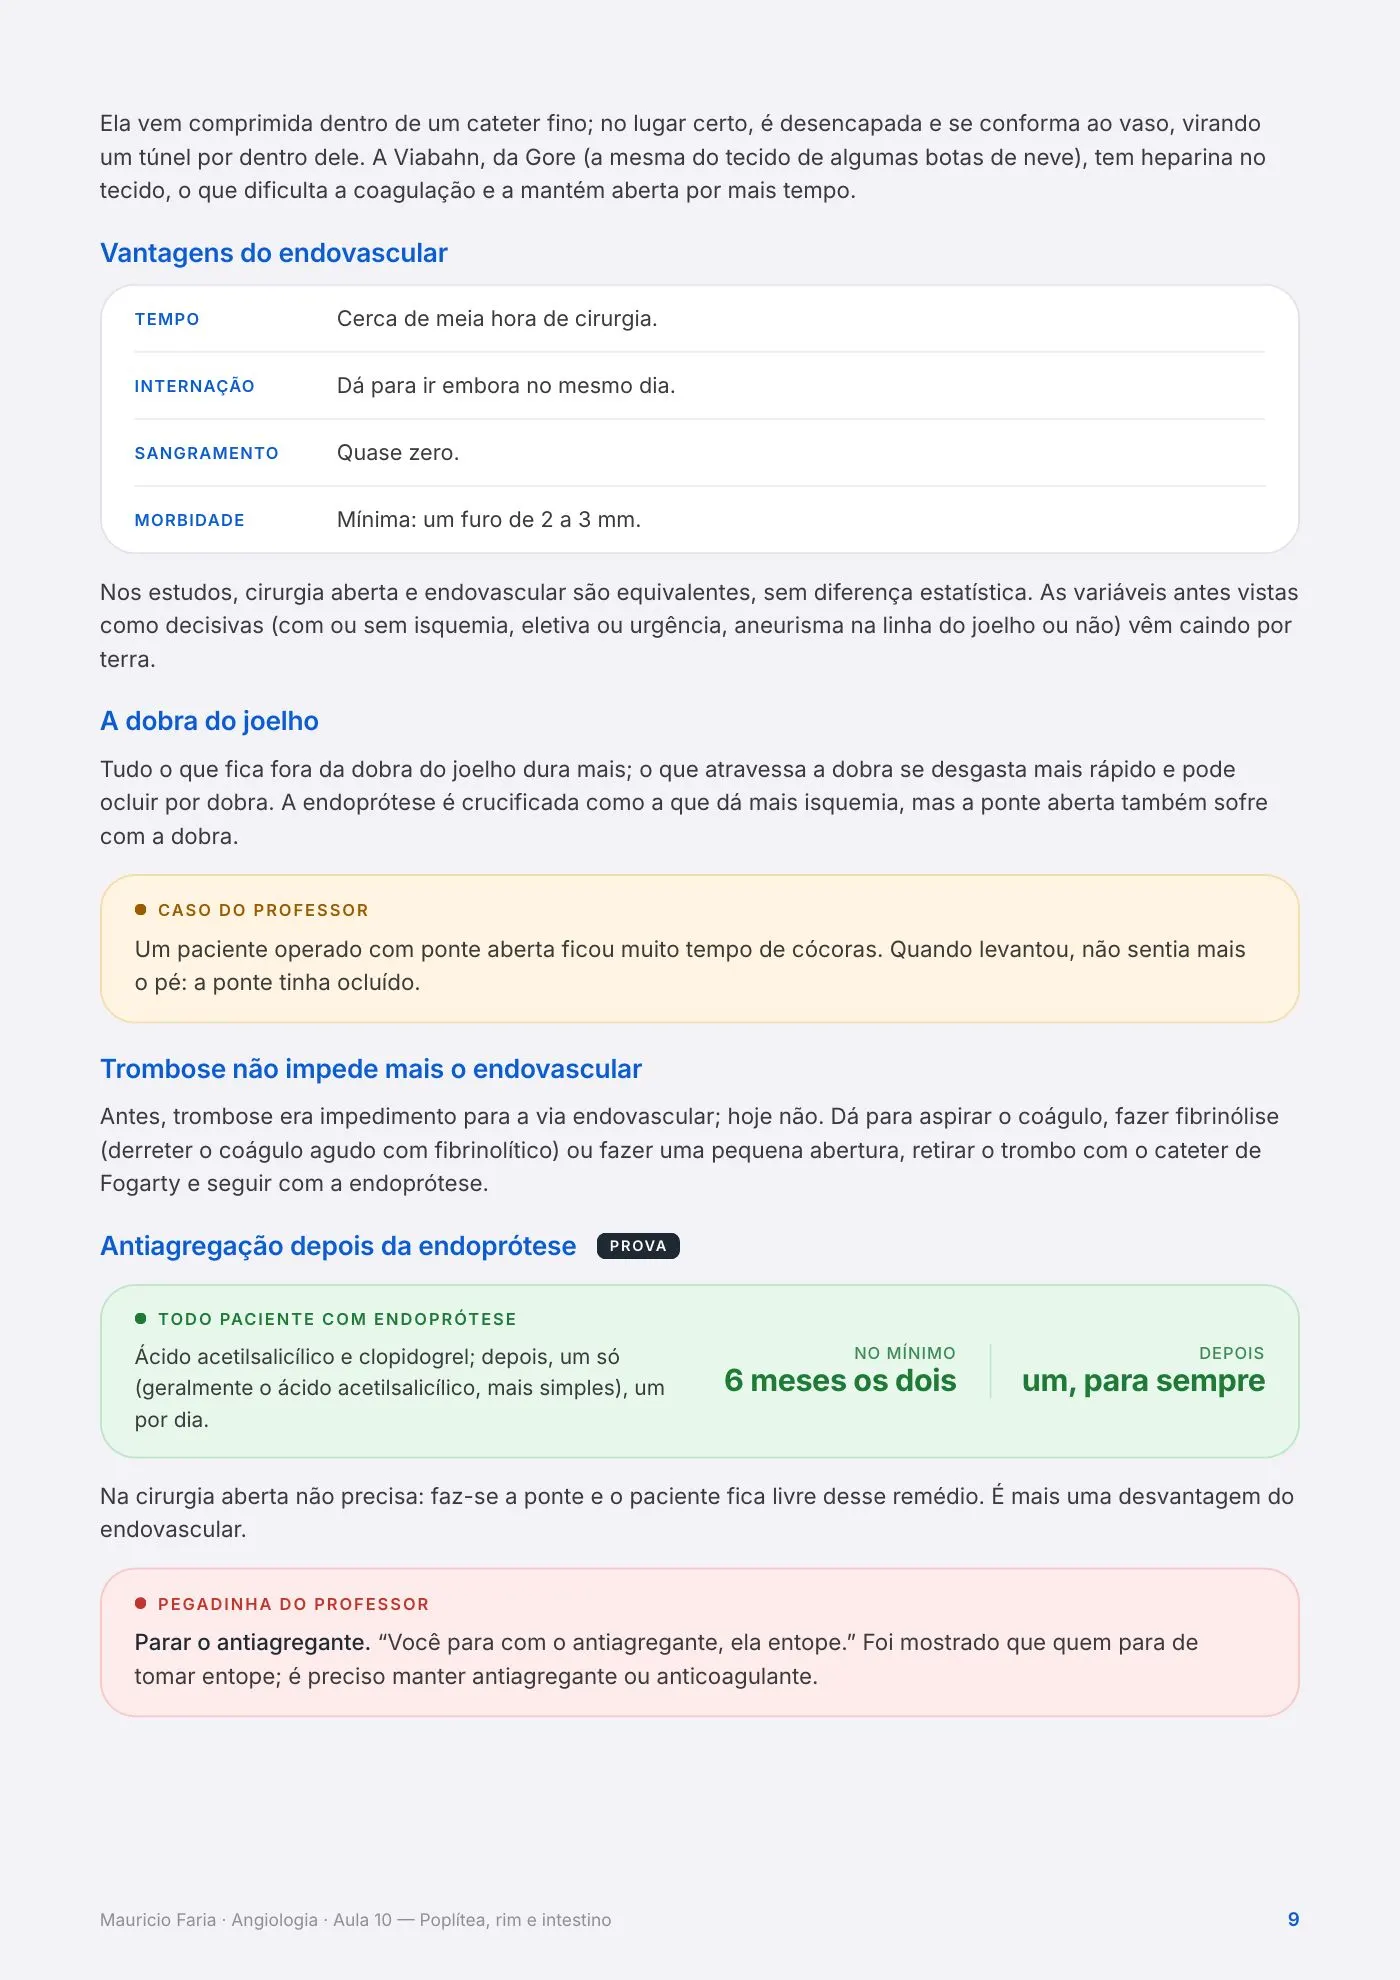 Ela vem comprimida dentro de um cateter fino; no lugar certo, é desencapada e se conforma ao vaso, virando
um túnel por dentro dele. A Viabahn, da Gore (a mesma do tecido de algumas botas de neve), tem heparina no
tecido, o que dificulta a coagulação e a mantém aberta por mais tempo.
Vantagens do endovascular
TEMPO Cerca de meia hora de cirurgia.
INTERNAÇÃO Dá para ir embora no mesmo dia.
SANGRAMENTO Quase zero.
MORBIDADE Mínima: um furo de 2 a 3 mm.
Nos estudos, cirurgia aberta e endovascular são equivalentes, sem diferença estatística. As variáveis antes vistas
como decisivas (com ou sem isquemia, eletiva ou urgência, aneurisma na linha do joelho ou não) vêm caindo por
terra.
A dobra do joelho
Tudo o que fica fora da dobra do joelho dura mais; o que atravessa a dobra se desgasta mais rápido e pode
ocluir por dobra. A endoprótese é crucificada como a que dá mais isquemia, mas a ponte aberta também sofre
com a dobra.
CASO DO PROFESSOR
Um paciente operado com ponte aberta ficou muito tempo de cócoras. Quando levantou, não sentia mais
o pé: a ponte tinha ocluído.
Trombose não impede mais o endovascular
Antes, trombose era impedimento para a via endovascular; hoje não. Dá para aspirar o coágulo, fazer fibrinólise
(derreter o coágulo agudo com fibrinolítico) ou fazer uma pequena abertura, retirar o trombo com o cateter de
Fogarty e seguir com a endoprótese.
Antiagregação depois da endoprótese PROVA
TODO PACIENTE COM ENDOPRÓTESE
Ácido acetilsalicílico e clopidogrel; depois, um só
(geralmente o ácido acetilsalicílico, mais simples), um
por dia.
NO MÍNIMO
6 meses os dois
DEPOIS
um, para sempre
Na cirurgia aberta não precisa: faz-se a ponte e o paciente fica livre desse remédio. É mais uma desvantagem do
endovascular.
PEGADINHA DO PROFESSOR
Parar o antiagregante. “Você para com o antiagregante, ela entope.” Foi mostrado que quem para de
tomar entope; é preciso manter antiagregante ou anticoagulante.
Mauricio Faria · Angiologia · Aula 10 — Poplítea, rim e intestino 9